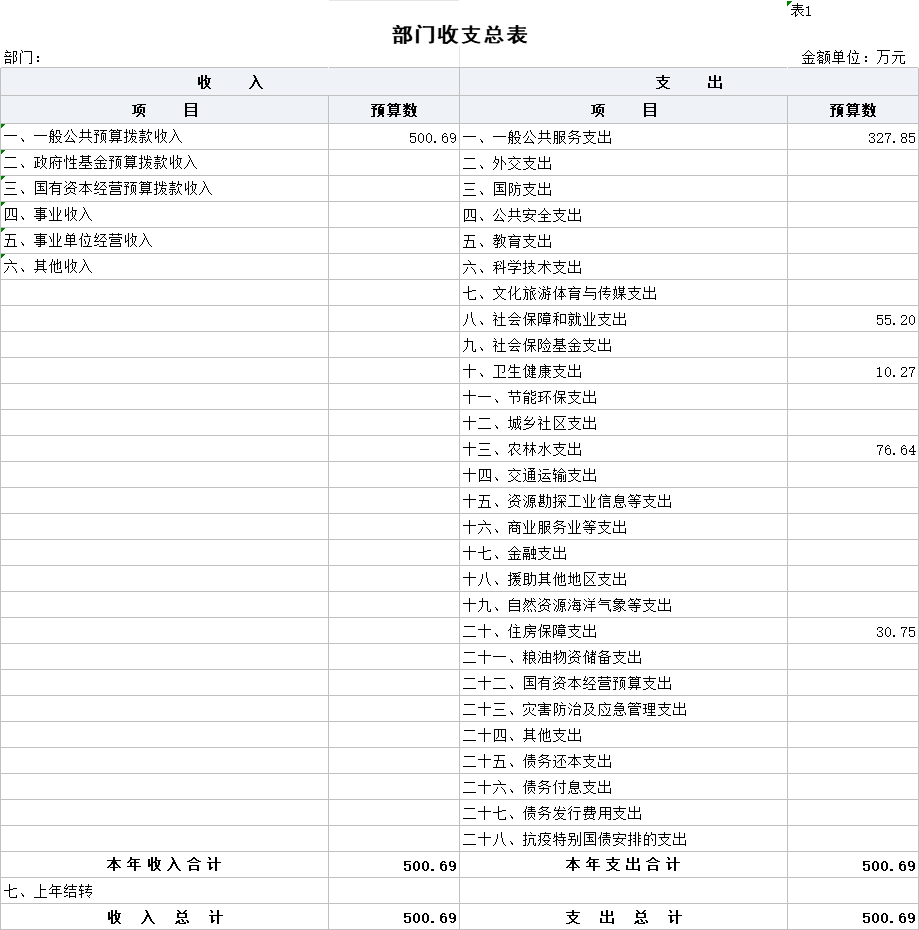 表1
部门收支总表
部门： 金额单位：万元
收 入 支 出
项 目 预算数 项 目 预算数
一、一般公共预算拨款收入 500.69 一、一般公共服务支出 327.85
二、政府性基金预算拨款收入 二、外交支出
三、国有资本经营预算拨款收入 三、国防支出
四、事业收入 四、公共安全支出
五、事业单位经营收入 五、教育支出
六、其他收入 六、科学技术支出
七、文化旅游体育与传媒支出
八、社会保障和就业支出 55.20
九、社会保险基金支出
十、卫生健康支出 10.27
十一、节能环保支出
十二、城乡社区支出
十三、农林水支出 76.64
十四、交通运输支出
十五、资源勘探工业信息等支出
十六、商业服务业等支出
十七、金融支出
十八、援助其他地区支出
十九、自然资源海洋气象等支出
二十、住房保障支出 30.75
二十一、粮油物资储备支出
二十二、国有资本经营预算支出
二十三、灾害防治及应急管理支出
二十四、其他支出
二十五、债务还本支出
二十六、债务付息支出
二十七、债务发行费用支出
二十八、抗疫特别国债安排的支出
本年收入合计 500.69 本年支出合计 500.69
七、上年结转
收 入 总 计 500.69 支 出 总 计 500.69